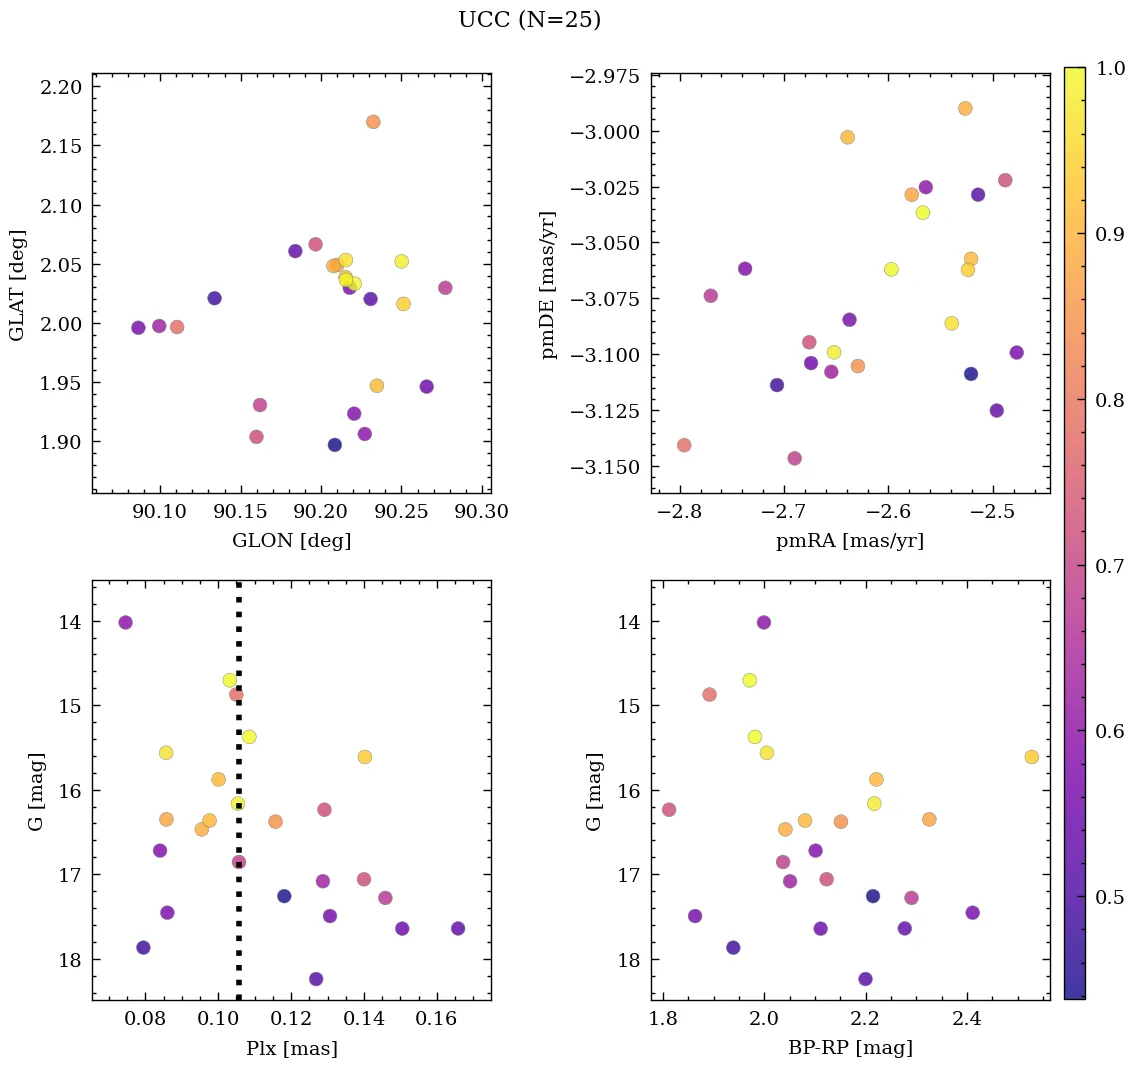 UCC (N=25)
2.20
2.15
2.10
2.05
2.00
1.95
1.90
GLAT [deg]
90.10 90.15 90.20 90.25 90.30
GLON [deg]
−2.975
−3.000
−3.025
−3.050
−3.075
−3.100
−3.125
−3.150
pmDE [mas/yr]
−2.8 −2.7 −2.6 −2.5
pmRA [mas/yr]
14
15
16
17
18
G [mag]
0.08 0.10 0.12 0.14 0.16
Plx [mas]
14
15
16
17
18
G [mag]
1.8 2.0 2.2 2.4
BP-RP [mag]
1.0
0.9
0.8
0.7
0.6
0.5